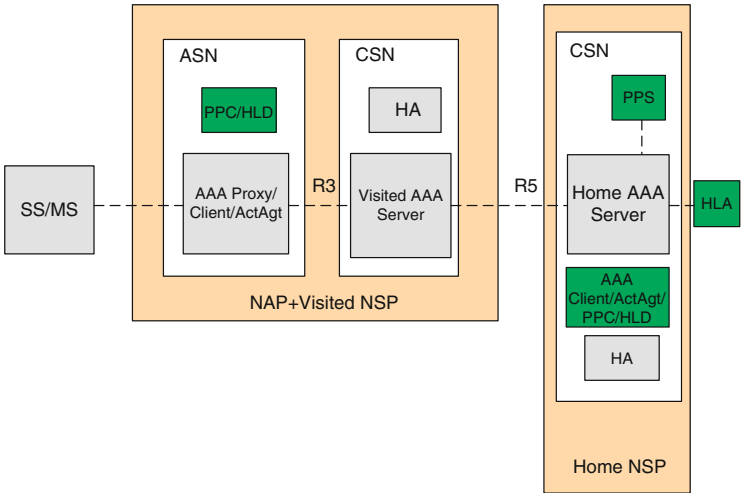 ASN
CSN
CSN
PPC/HLD
HA
PPS
SS/MS
AAA Proxy/
Client/ActAgt
R3
Visited AAA
Server
R5
Home AAA
Server
HLA
AAA
Client/ActAgt/
PPC/HLD
HA
NAP+Visited NSP
Home NSP